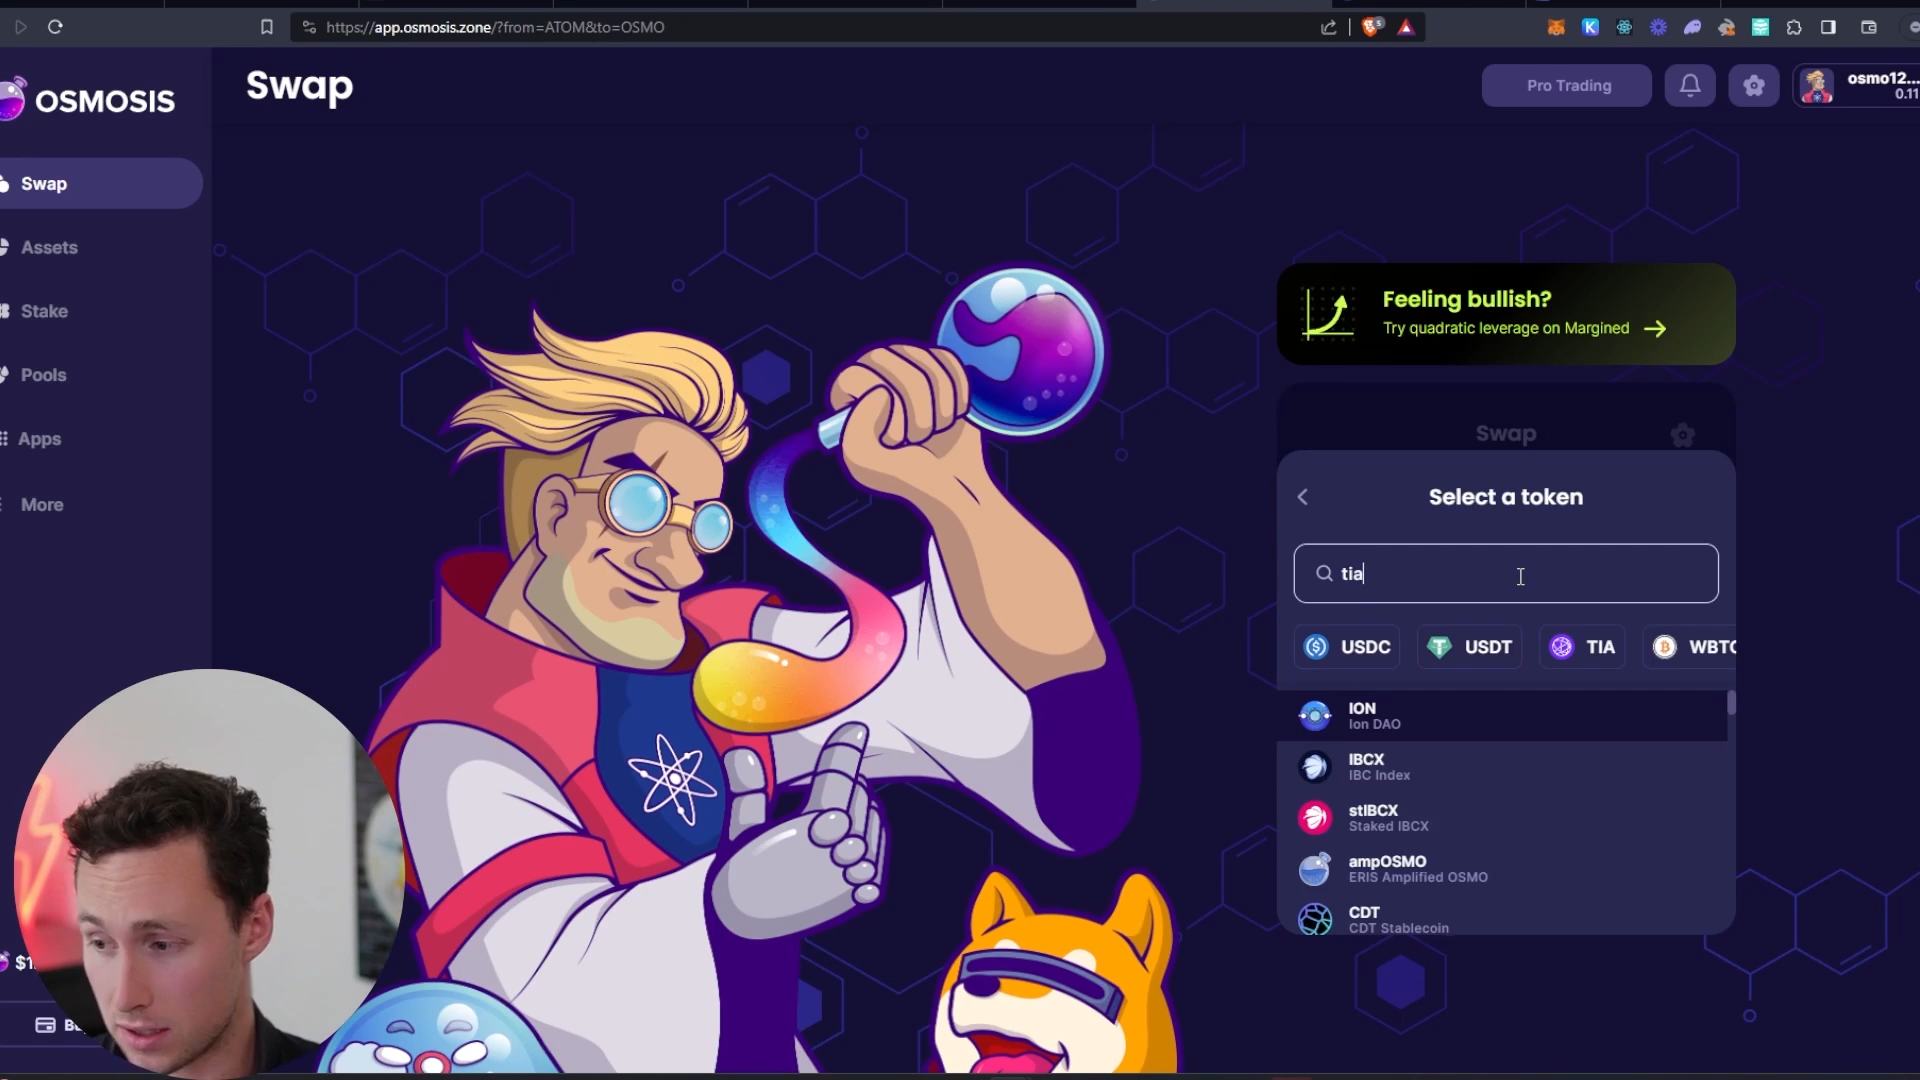 https://app.osmosis.zone/?from=ATOM&to=OSMO
5
K
OSMOSIS
Swap
Pro Trading
osmo12...
0.11
Swap
Assets
Stake
Pools
Apps
More
Feeling bullish?
Try quadratic leverage on Margined
Swap
Select a token
tia
USDC
USDT
TIA
WBTC
ION
Ion DAO
IBCX
IBC Index
stIBCX
Staked IBCX
ampOSMO
ERIS Amplified OSMO
CDT
CDT Stablecoin